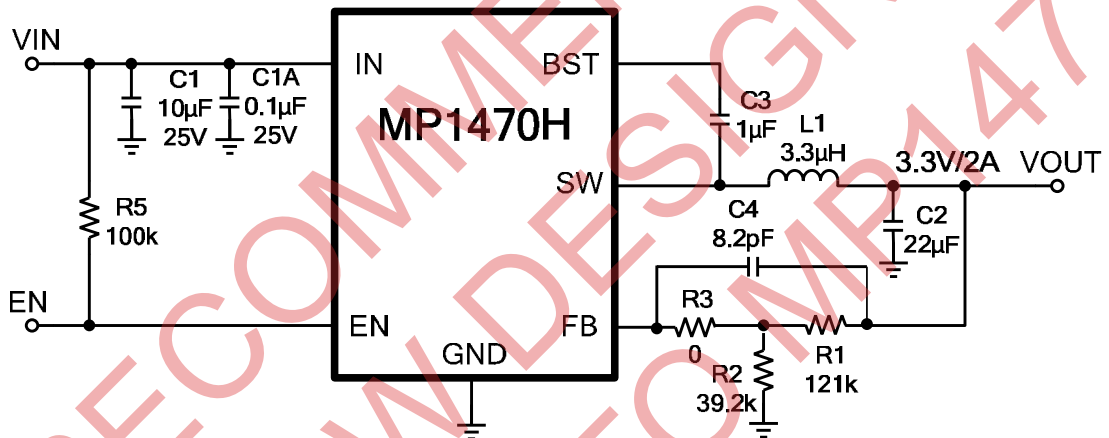 VIN
C1
10µF
25V
C1A
0.1µF
25V
IN
BST
MP1470H
C3
1µF
L1
3.3µH
3.3V/2A
VOUT
SW
C4
8.2pF
C2
22µF
R5
100k
EN
EN
FB
R3
0
R1
121k
R2
39.2k
GND